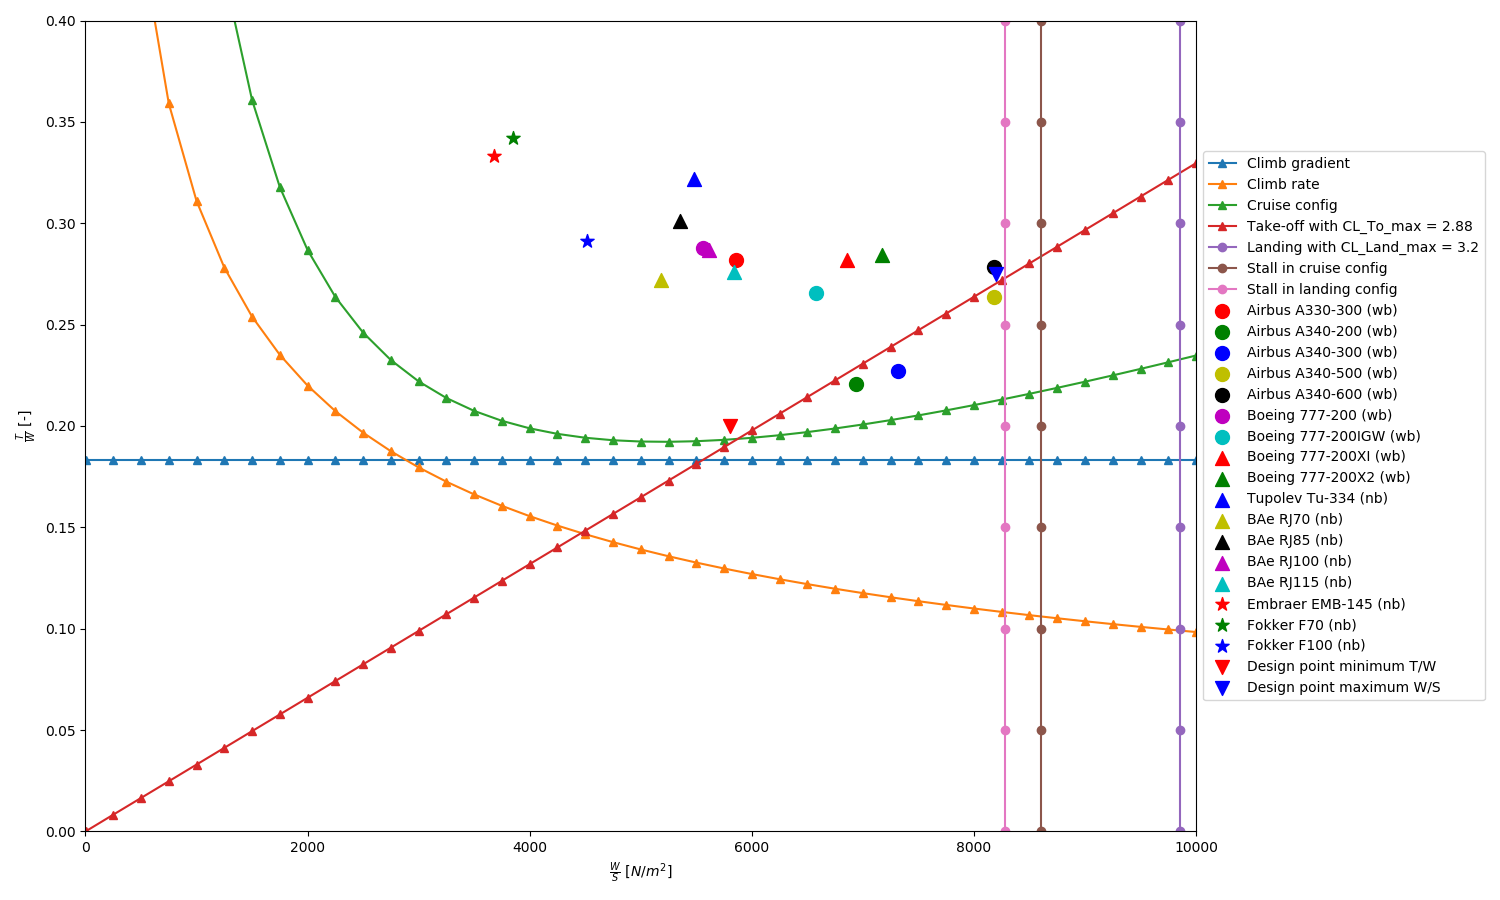 0.40
0.35
0.30
0.25
0.20
0.15
0.10
0.05
0.00
T/W [-]
0
2000
4000
6000
8000
10000
W/S [N/m²]
Climb gradient
Climb rate
Cruise config
Take-off with CL_To_max = 2.88
Landing with CL_Land_max = 3.2
Stall in cruise config
Stall in landing config
Airbus A330-300 (wb)
Airbus A340-200 (wb)
Airbus A340-300 (wb)
Airbus A340-500 (wb)
Airbus A340-600 (wb)
Boeing 777-200 (wb)
Boeing 777-200IGW (wb)
Boeing 777-200XI (wb)
Boeing 777-200X2 (wb)
Tupolev Tu-334 (nb)
BAe RJ70 (nb)
BAe RJ85 (nb)
BAe RJ100 (nb)
BAe RJ115 (nb)
Embraer EMB-145 (nb)
Fokker F70 (nb)
Fokker F100 (nb)
Design point minimum T/W
Design point maximum W/S